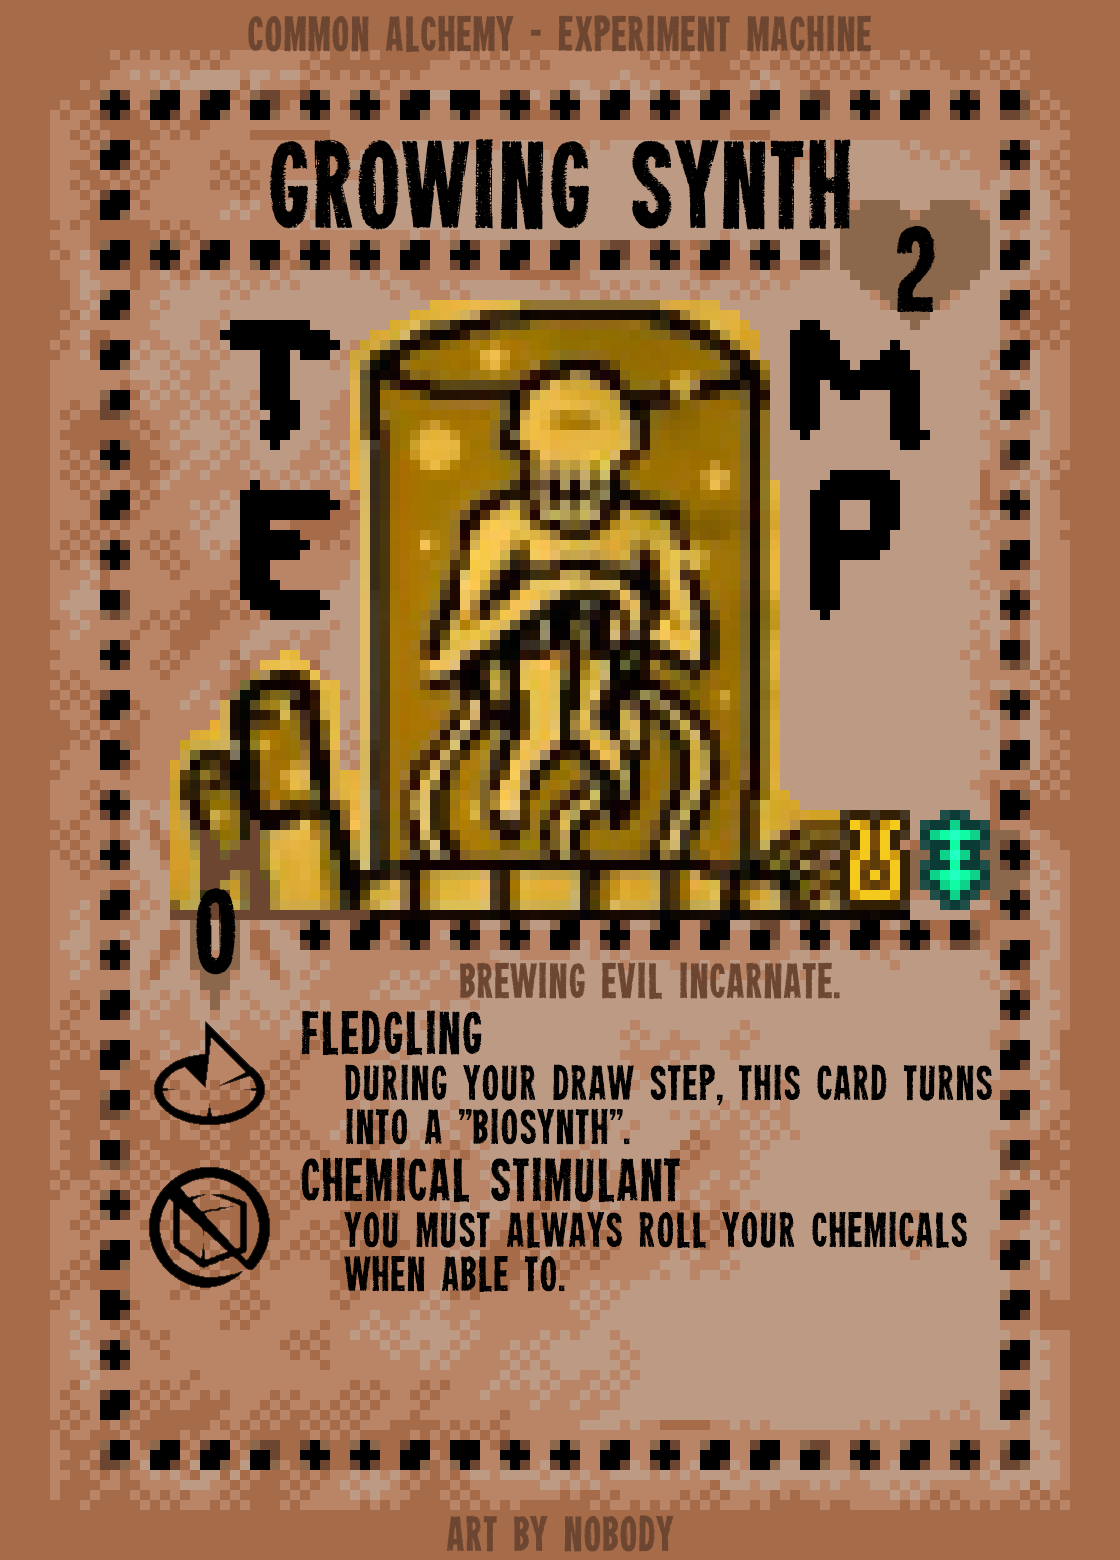 COMMON ALCHEMY - EXPERIMENT MACHINE
GROWING SYNTH
2
T M
E P
0
BREWING EVIL INCARNATE.
FLEDGLING
DURING YOUR DRAW STEP, THIS CARD TURNS
INTO A "BIOSYNTH".
CHEMICAL STIMULANT
YOU MUST ALWAYS ROLL YOUR CHEMICALS
WHEN ABLE TO.
ART BY NOBODY